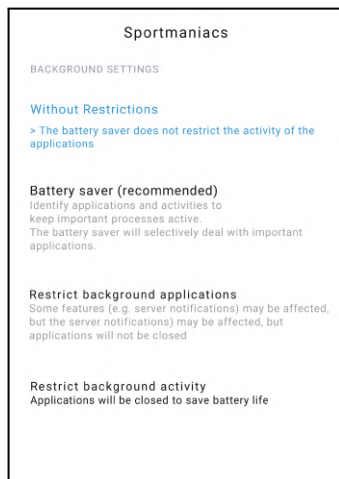 Sportmaniacs
BACKGROUND SETTINGS
Without Restrictions
> The battery saver does not restrict the activity of the
applications
Battery saver (recommended)
Identify applications and activities to
keep important processes active.
The battery saver will selectively deal with important
applications.
Restrict background applications
Some features (e.g. server notifications) may be affected,
but the server notifications) may be affected, but
applications will not be closed
Restrict background activity
Applications will be closed to save battery life